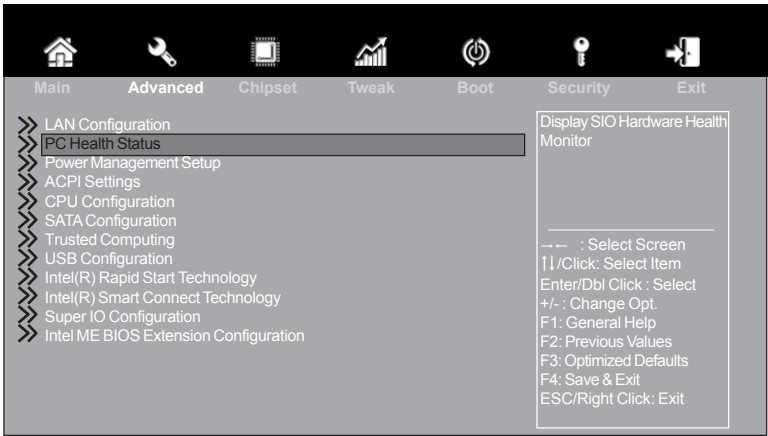 Main Advanced Chipset Tweak Boot Security Exit
LAN Configuration
PC Health Status
Power Management Setup
ACPI Settings
CPU Configuration
SATA Configuration
Trusted Computing
USB Configuration
Intel(R) Rapid Start Technology
Intel(R) Smart Connect Technology
Super IO Configuration
Intel ME BIOS Extension Configuration
Display SIO Hardware Health
Monitor
→← : Select Screen
↑↓/Click: Select Item
Enter/Dbl Click : Select
+/- : Change Opt.
F1: General Help
F2: Previous Values
F3: Optimized Defaults
F4: Save & Exit
ESC/Right Click: Exit